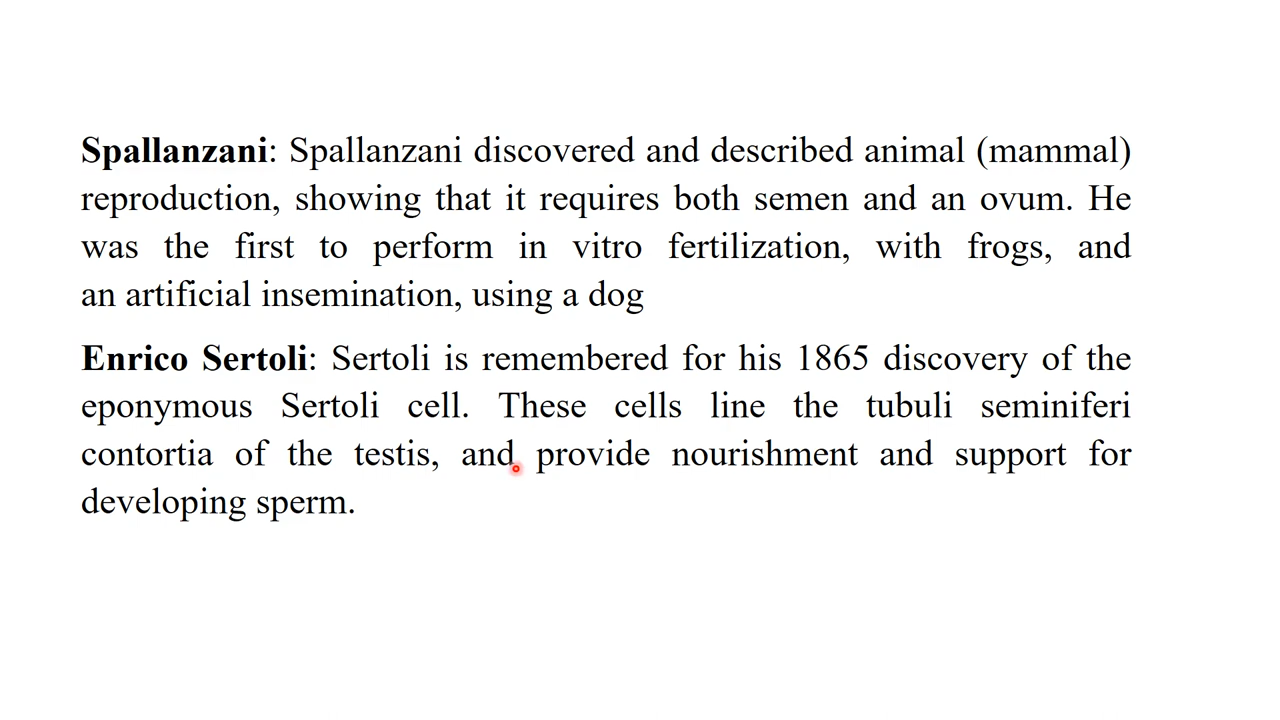 Spallanzani: Spallanzani discovered and described animal (mammal)
reproduction, showing that it requires both semen and an ovum. He
was the first to perform in vitro fertilization, with frogs, and
an artificial insemination, using a dog
Enrico Sertoli: Sertoli is remembered for his 1865 discovery of the
eponymous Sertoli cell. These cells line the tubuli seminiferi
contortia of the testis, and provide nourishment and support for
developing sperm.